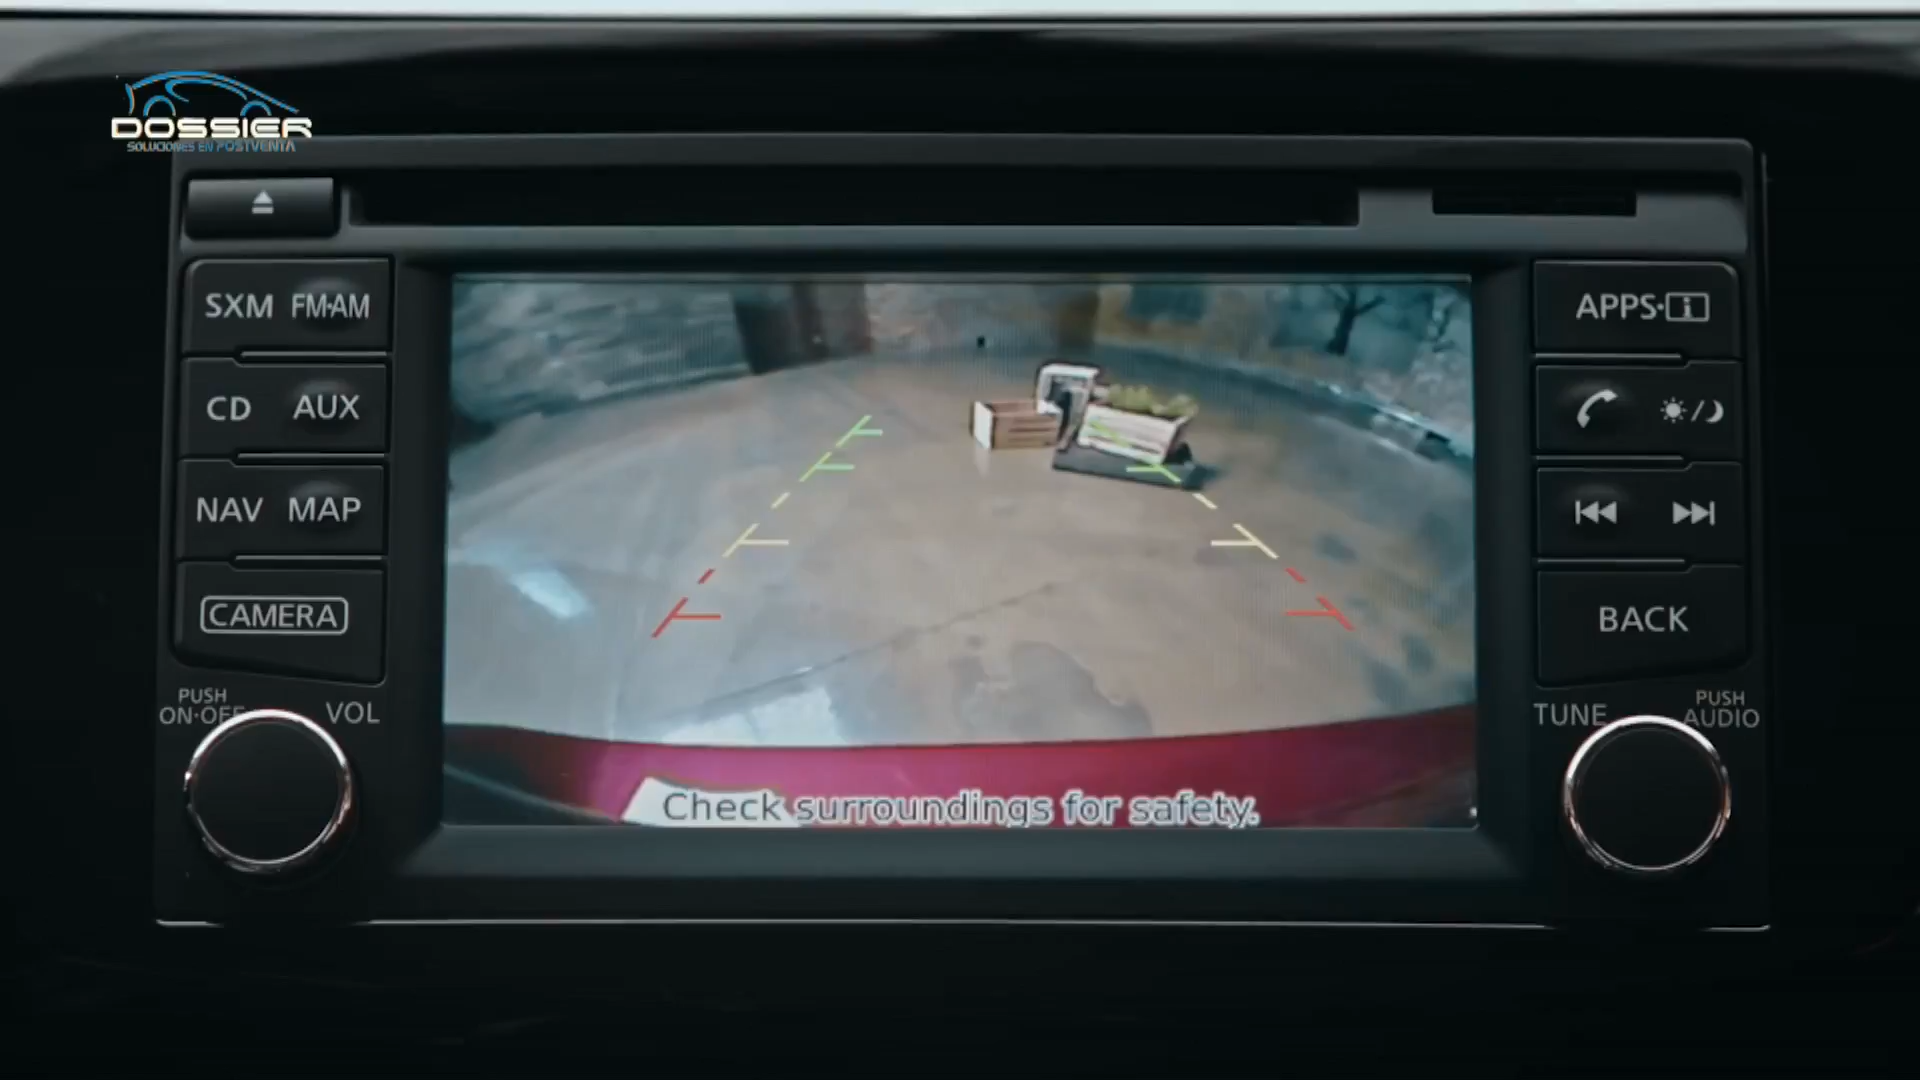 DOSSIER
SOLUCIONES EN POSTVENTA
SXM FM·AM
CD AUX
NAV MAP
CAMERA
PUSH
ON·OFF
VOL
APPS·i
BACK
TUNE
PUSH
AUDIO
Check surroundings for safety.